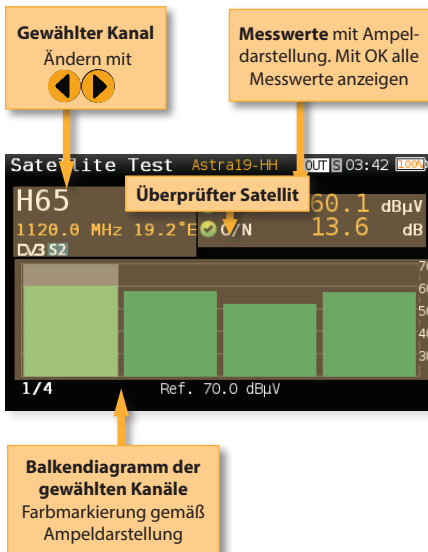 Gewählter Kanal
Ändern mit
Messwerte mit Ampel-
darstellung. Mit OK alle
Messwerte anzeigen
Satellite Test Astra19-HH OUT S 03:42 100%
H65
Überprüfter Satellit
60.1 dBµV
1120.0 MHz 19.2°E
C/N 13.6 dB
DVB S2
70
60
50
40
30
1/4 Ref. 70.0 dBµV
Balkendiagramm der
gewählten Kanäle
Farbmarkierung gemäß
Ampeldarstellung